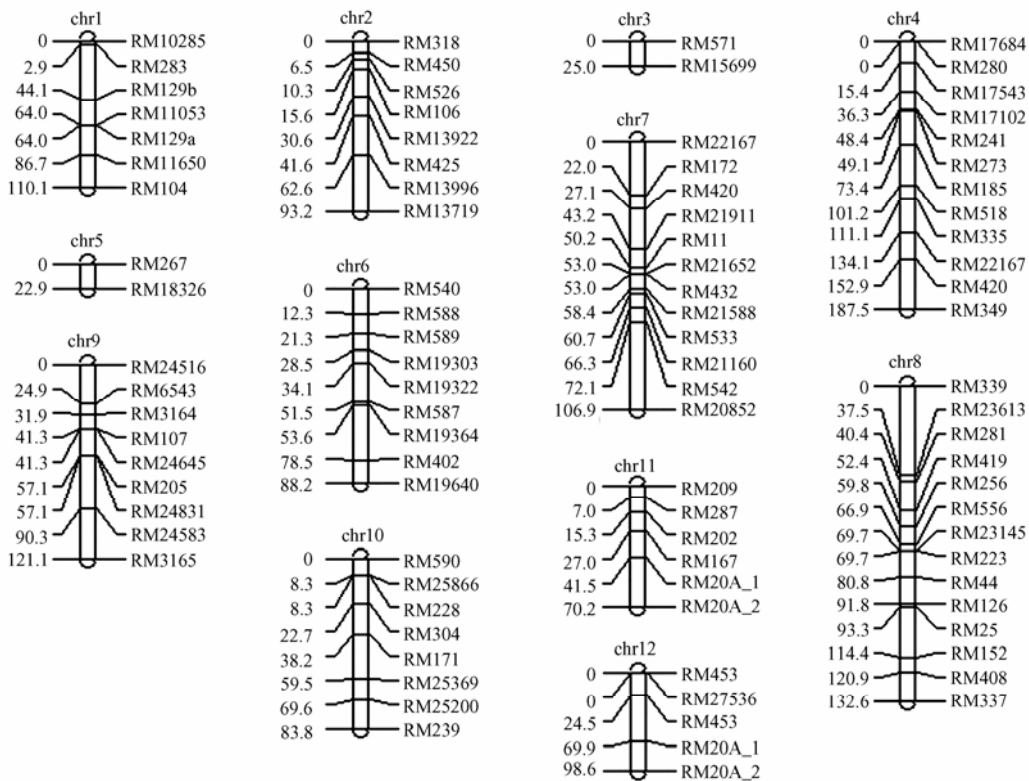 chr1
0 RM10285
2.9 RM283
44.1 RM129b
64.0 RM11053
64.0 RM129a
86.7 RM11650
110.1 RM104
chr5
0 RM267
22.9 RM18326
chr9
0 RM24516
24.9 RM6543
31.9 RM3164
41.3 RM107
41.3 RM24645
57.1 RM205
57.1 RM24831
90.3 RM24583
121.1 RM3165
chr2
0 RM318
6.5 RM450
10.3 RM526
15.6 RM106
30.6 RM13922
41.6 RM425
62.6 RM13996
93.2 RM13719
chr6
0 RM540
12.3 RM588
21.3 RM589
28.5 RM19303
34.1 RM19322
51.5 RM587
53.6 RM19364
78.5 RM402
88.2 RM19640
chr10
0 RM590
8.3 RM25866
8.3 RM228
22.7 RM304
38.2 RM171
59.5 RM25369
69.6 RM25200
83.8 RM239
chr3
0 RM571
25.0 RM15699
chr7
0 RM22167
22.0 RM172
27.1 RM420
43.2 RM21911
50.2 RM11
53.0 RM21652
53.0 RM432
58.4 RM21588
60.7 RM533
66.3 RM21160
72.1 RM542
106.9 RM20852
chr11
0 RM209
7.0 RM287
15.3 RM202
27.0 RM167
41.5 RM20A_1
70.2 RM20A_2
chr12
0 RM453
0 RM27536
24.5 RM453
69.9 RM20A_1
98.6 RM20A_2
chr4
0 RM17684
0 RM280
15.4 RM17543
36.3 RM17102
48.4 RM241
49.1 RM273
73.4 RM185
101.2 RM518
111.1 RM335
134.1 RM22167
152.9 RM420
187.5 RM349
chr8
0 RM339
37.5 RM23613
40.4 RM281
52.4 RM419
59.8 RM256
66.9 RM556
69.7 RM23145
69.7 RM223
80.8 RM44
91.8 RM126
93.3 RM25
114.4 RM152
120.9 RM408
132.6 RM337